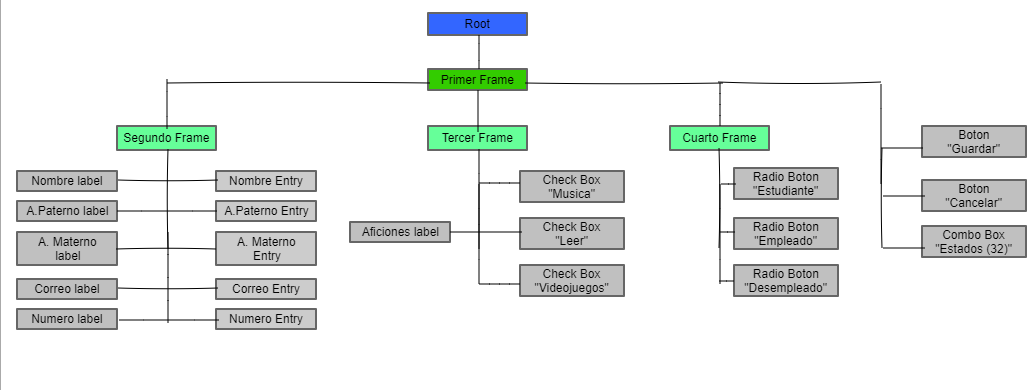 Root
Primer Frame
Segundo Frame
Nombre label
Nombre Entry
A.Paterno label
A.Paterno Entry
A. Materno
label
A. Materno
Entry
Correo label
Correo Entry
Numero label
Numero Entry
Tercer Frame
Aficiones label
Check Box
"Musica"
Check Box
"Leer"
Check Box
"Videojuegos"
Cuarto Frame
Radio Boton
"Estudiante"
Radio Boton
"Empleado"
Radio Boton
"Desempleado"
Boton
"Guardar"
Boton
"Cancelar"
Combo Box
"Estados (32)"